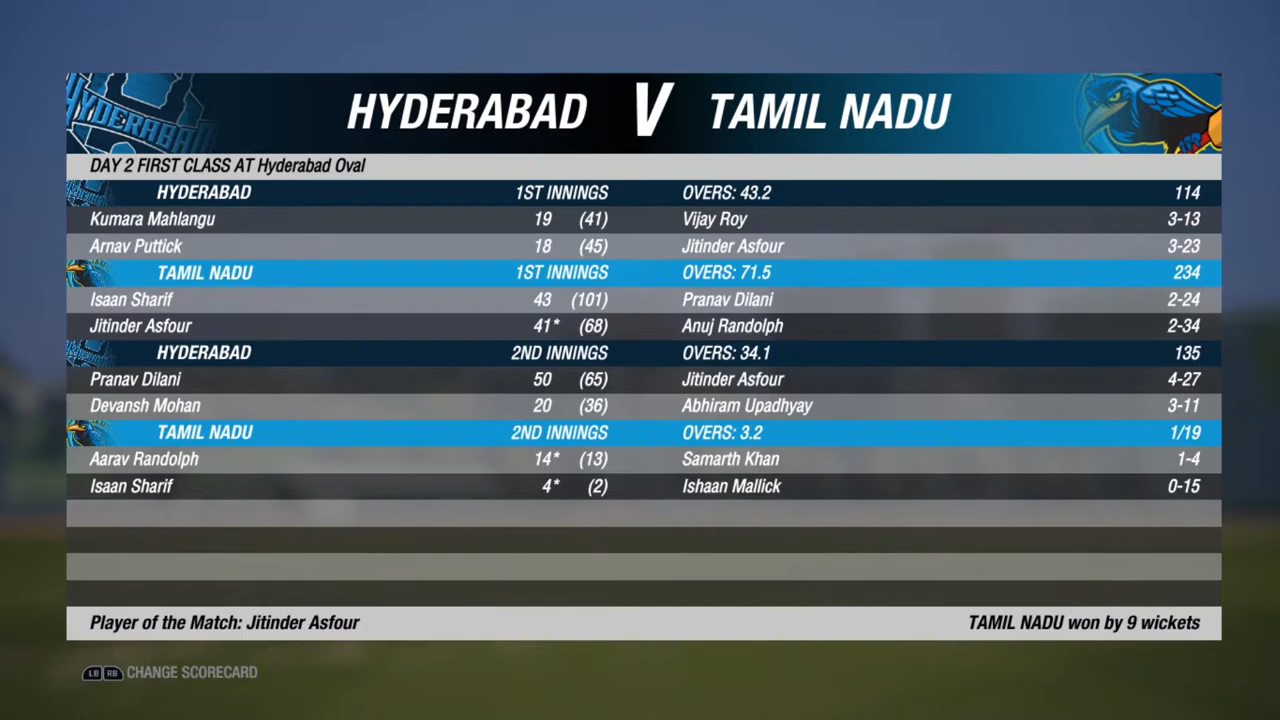 HYDERABAD V TAMIL NADU
HYDERABAD
DAY 2 FIRST CLASS AT Hyderabad Oval
HYDERABAD 1ST INNINGS OVERS: 43.2 114
Kumara Mahlangu 19 (41) Vijay Roy 3-13
Arnav Puttick 18 (45) Jitinder Asfour 3-23
TAMIL NADU 1ST INNINGS OVERS: 71.5 234
Isaan Sharif 43 (101) Pranav Dilani 2-24
Jitinder Asfour 41* (68) Anuj Randolph 2-34
HYDERABAD 2ND INNINGS OVERS: 34.1 135
Pranav Dilani 50 (65) Jitinder Asfour 4-27
Devansh Mohan 20 (36) Abhiram Upadhyay 3-11
TAMIL NADU 2ND INNINGS OVERS: 3.2 1/19
Aarav Randolph 14* (13) Samarth Khan 1-4
Isaan Sharif 4* (2) Ishaan Mallick 0-15
Player of the Match: Jitinder Asfour TAMIL NADU won by 9 wickets
LB RB CHANGE SCORECARD